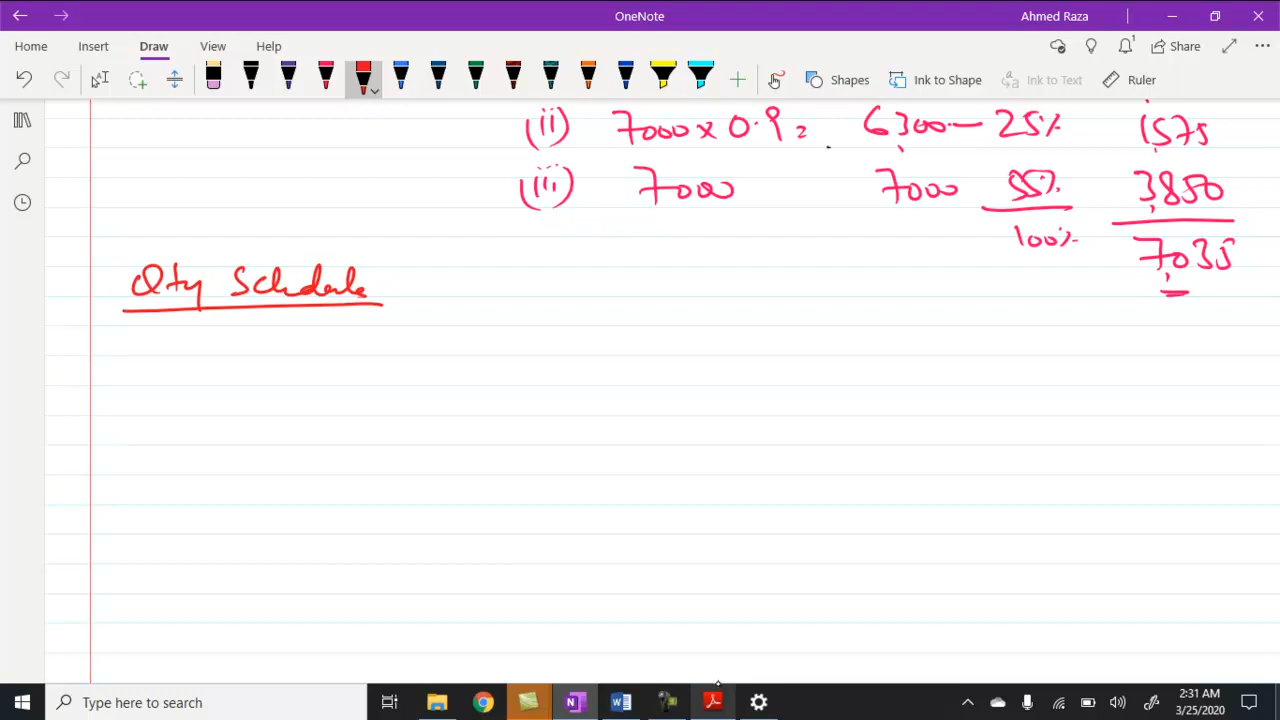 OneNote
Ahmed Raza
Home Insert Draw View Help
Share
Shapes Ink to Shape Ink to Text Ruler
(ii) 7000 x 0.9 = 6300 — 25% 1575
(iii) 7000 7000 55% 3850
100% 7035
Qty Schdule
Type here to search
2:31 AM
3/25/2020